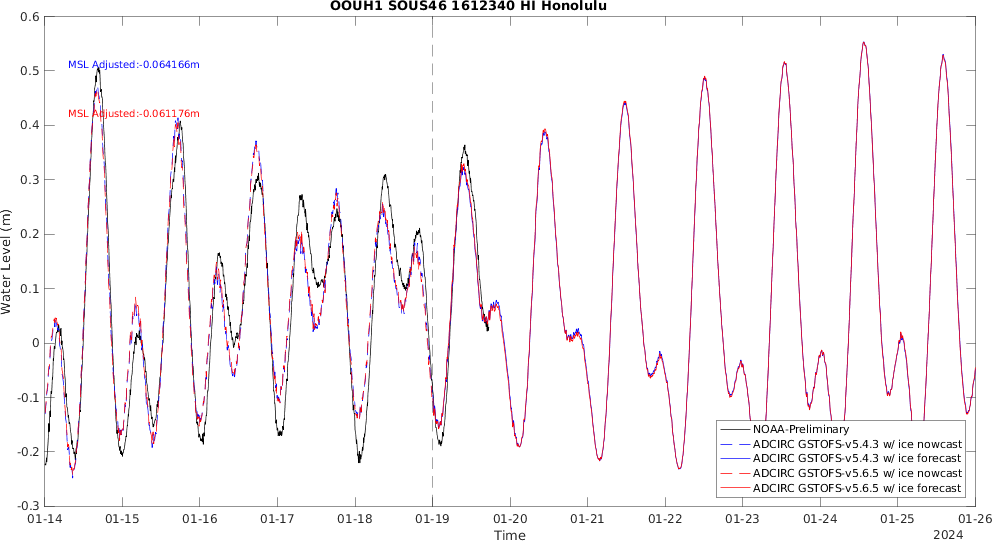 OOUH1 SOUS46 1612340 HI Honolulu
0.6
0.5
0.4
0.3
0.2
0.1
0
-0.1
-0.2
-0.3
Water Level (m)
MSL Adjusted:-0.064166m
MSL Adjusted:-0.061176m
NOAA-Preliminary
ADCIRC GSTOFS-v5.4.3 w/ ice nowcast
ADCIRC GSTOFS-v5.4.3 w/ ice forecast
ADCIRC GSTOFS-v5.6.5 w/ ice nowcast
ADCIRC GSTOFS-v5.6.5 w/ ice forecast
01-14 01-15 01-16 01-17 01-18 01-19 01-20 01-21 01-22 01-23 01-24 01-25 01-26
Time
2024